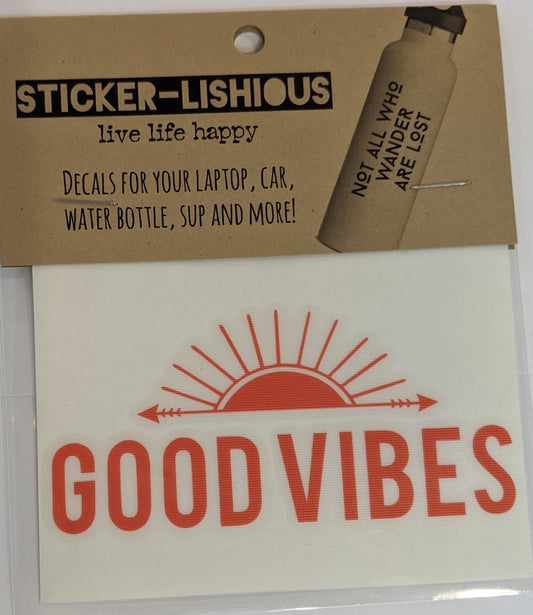 STICKER-LISHIOUS
live life happy
DECALS FOR YOUR LAPTOP, CAR,
WATER BOTTLE, SUP AND MORE!
NOT ALL WHO
WANDER
ARE LOST
GOOD VIBES